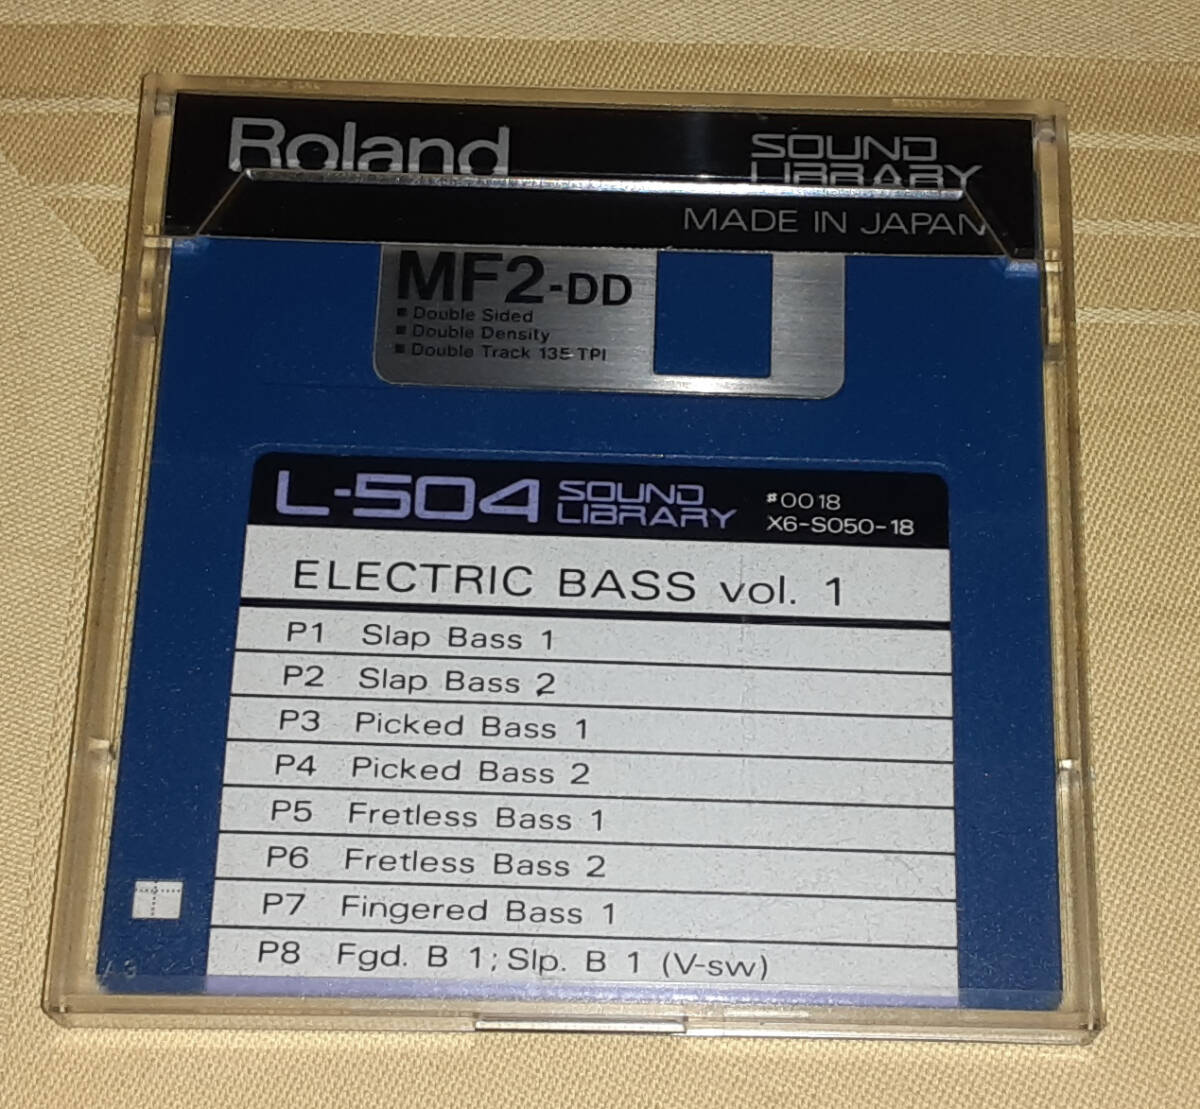 Roland
SOUND
LIBRARY
MADE IN JAPAN
MF2-DD
■ Double Sided
■ Double Density
■ Double Track 135 TPI
L-504 SOUND LIBRARY
#0018
X6-S050-18
ELECTRIC BASS vol. 1
P1 Slap Bass 1
P2 Slap Bass 2
P3 Picked Bass 1
P4 Picked Bass 2
P5 Fretless Bass 1
P6 Fretless Bass 2
P7 Fingered Bass 1
P8 Fgd. B 1; Slp. B 1 (V-sw)